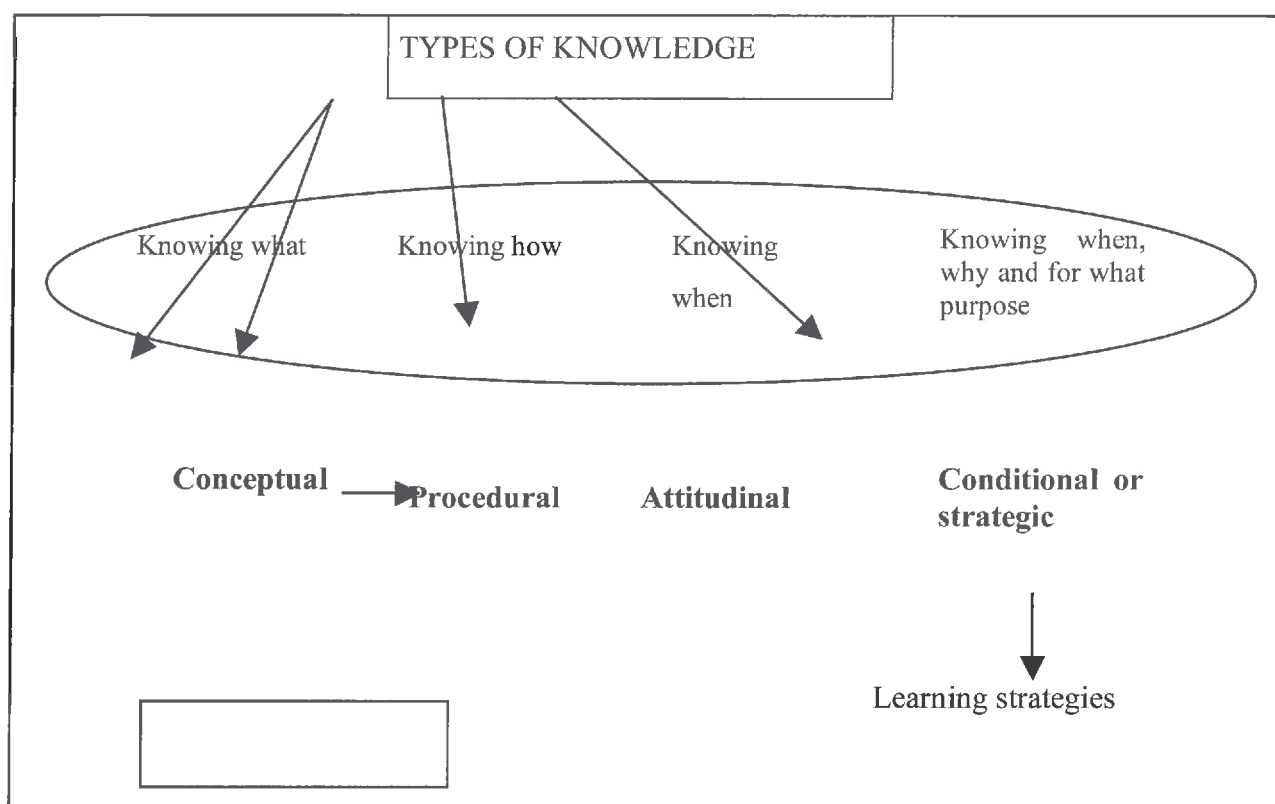 TYPES OF KNOWLEDGE
Knowing what
Knowing how
Knowing
when
Knowing when,
why and for what
purpose
Conceptual
Procedural
Attitudinal
Conditional or
strategic
Learning strategies